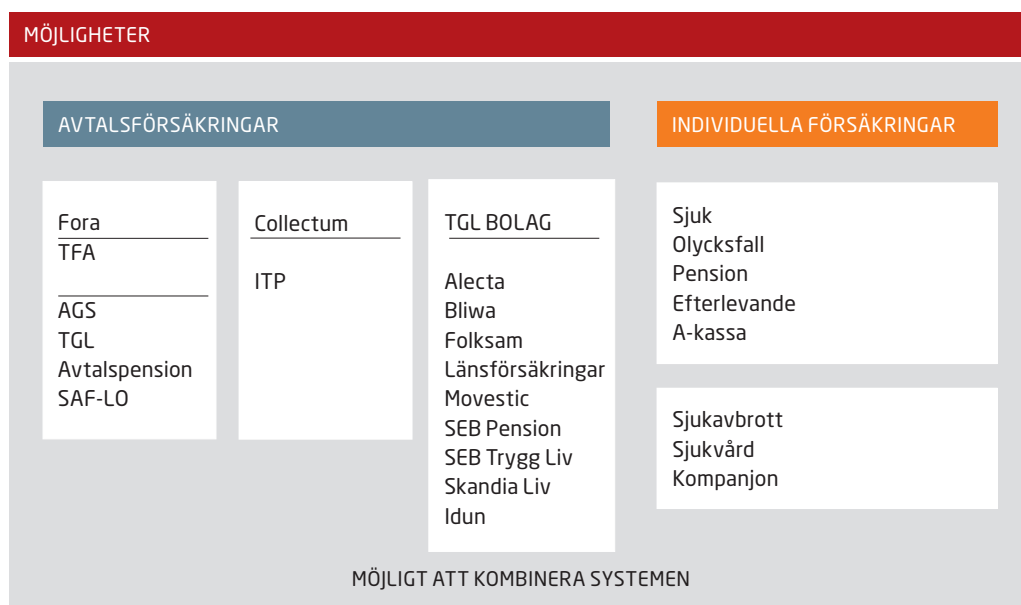 MÖJLIGHETER
AVTALSFÖRSÄKRINGAR
Fora
TFA
AGS
TGL
Avtalspension
SAF-LO
Collectum
ITP
TGL BOLAG
Alecta
Bliwa
Folksam
Länsförsäkringar
Movestic
SEB Pension
SEB Trygg Liv
Skandia Liv
Idun
INDIVIDUELLA FÖRSÄKRINGAR
Sjuk
Olycksfall
Pension
Efterlevande
A-kassa
Sjukavbrott
Sjukvård
Kompanjon
MÖJLIGT ATT KOMBINERA SYSTEMEN